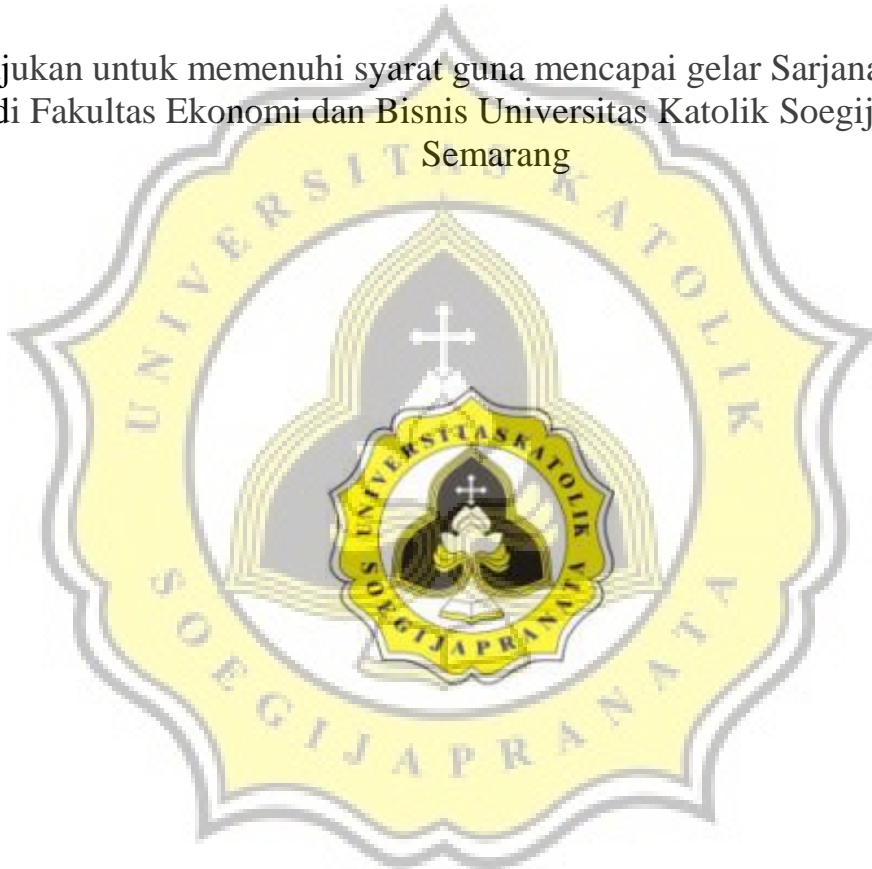 jukan untuk memenuhi syarat guna mencapai gelar Sarjana
di Fakultas Ekonomi dan Bisnis Universitas Katolik Soegij
Semarang
UNIVERSITAS KATOLIK
SOEGIJAPRANATA
UNIVERSITAS KATOLIK
SOEGIJAPRANATA